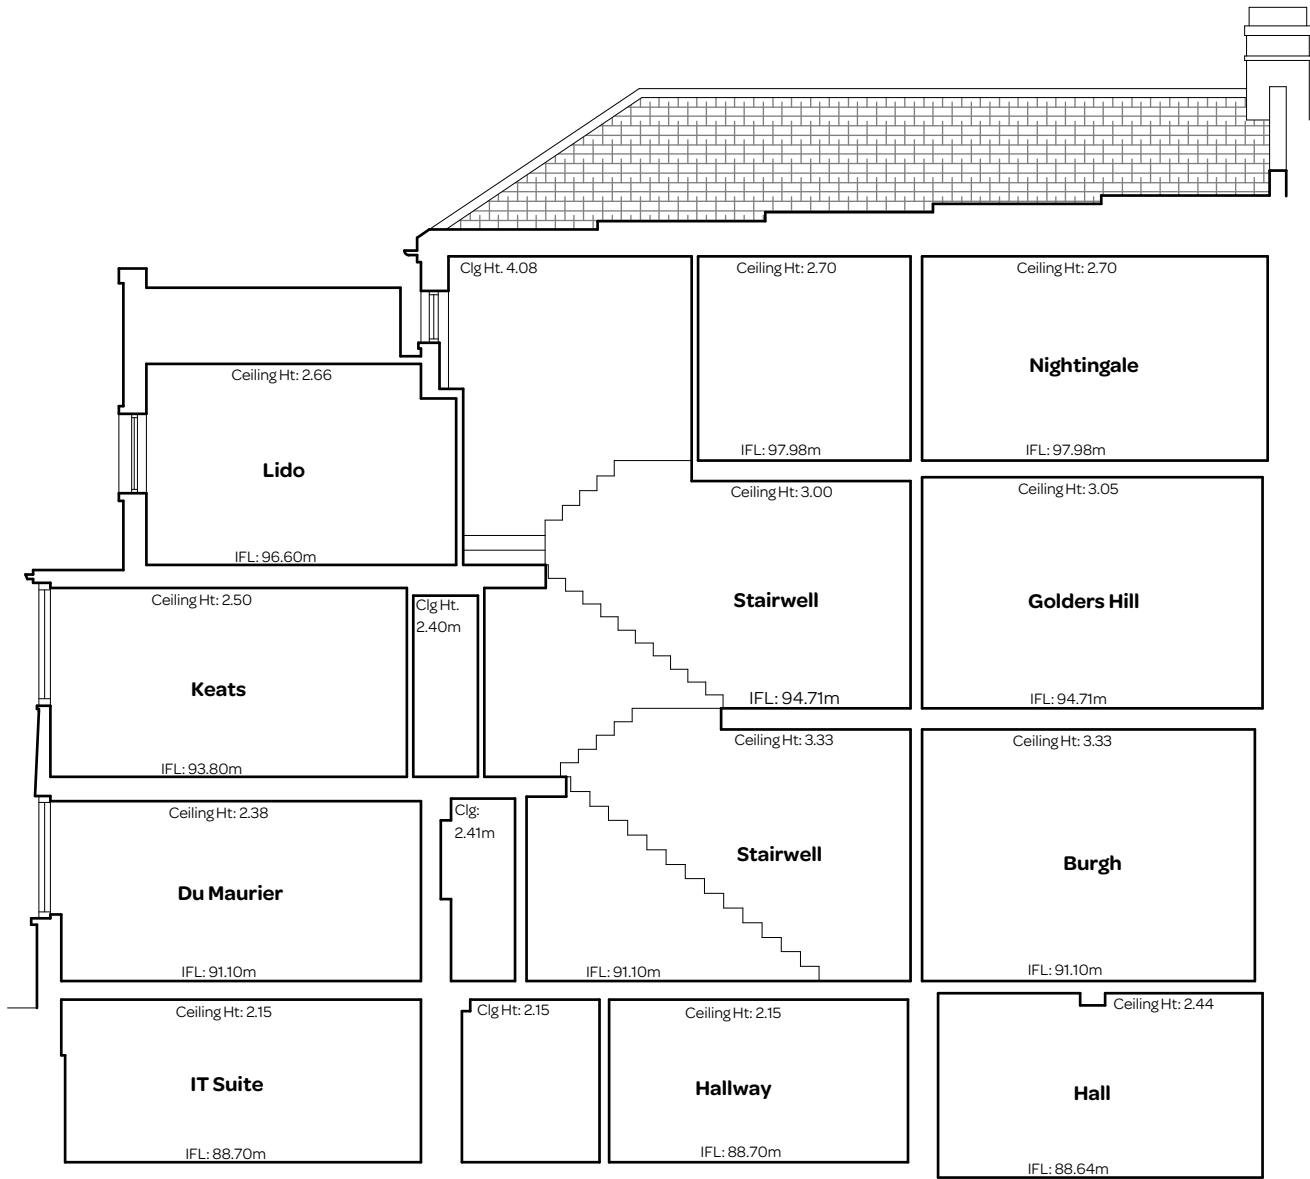 Clg Ht. 4.08
Ceiling Ht: 2.70
Ceiling Ht: 2.70
Nightingale
IFL: 97.98m
IFL: 97.98m
Ceiling Ht: 2.66
Lido
IFL: 96.60m
Ceiling Ht: 3.00
Stairwell
IFL: 94.71m
Ceiling Ht: 3.05
Golders Hill
IFL: 94.71m
Ceiling Ht: 2.50
Keats
IFL: 93.80m
Clg Ht.
2.40m
Ceiling Ht: 3.33
Stairwell
IFL: 91.10m
Ceiling Ht: 3.33
Burgh
IFL: 91.10m
Ceiling Ht: 2.38
Du Maurier
IFL: 91.10m
Clg:
2.41m
Ceiling Ht: 2.15
IT Suite
IFL: 88.70m
Clg Ht: 2.15
Ceiling Ht: 2.15
Hallway
IFL: 88.70m
Ceiling Ht: 2.44
Hall
IFL: 88.64m